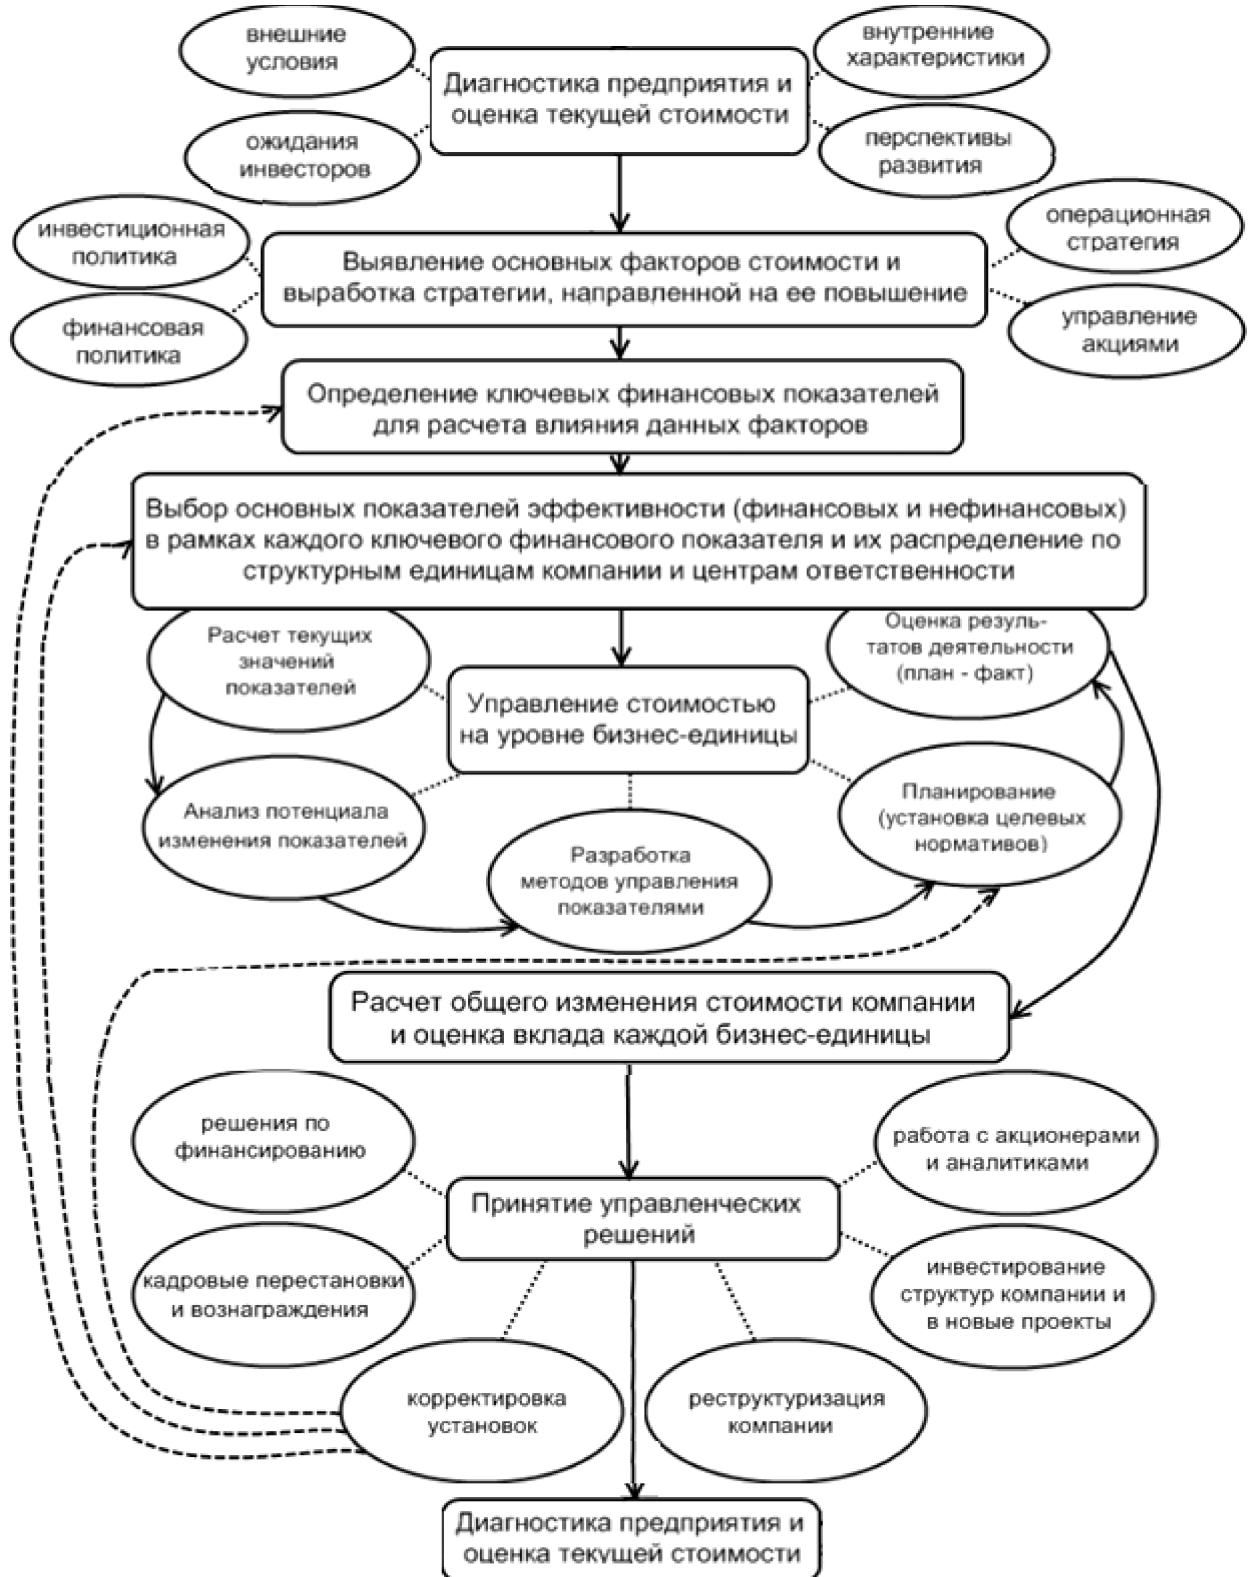 внешние
условия
внутренние
характеристики
Диагностика предприятия и
оценка текущей стоимости
ожидания
инвесторов
перспективы
развития
инвестиционная
политика
операционная
стратегия
Выявление основных факторов стоимости и
выработка стратегии, направленной на ее повышение
финансовая
политика
управление
акциями
Определение ключевых финансовых показателей
для расчета влияния данных факторов
Выбор основных показателей эффективности (финансовых и нефинансовых)
в рамках каждого ключевого финансового показателя и их распределение по
структурным единицам компании и центрам ответственности
Расчет текущих
значений
показателей
Оценка резуль-
татов деятельности
(план - факт)
Управление стоимостью
на уровне бизнес-единицы
Анализ потенциала
изменения показателей
Планирование
(установка целевых
нормативов)
Разработка
методов управления
показателями
Расчет общего изменения стоимости компании
и оценка вклада каждой бизнес-единицы
решения по
финансированию
работа с акционерами
и аналитиками
Принятие управленческих
решений
кадровые перестановки
и вознаграждения
инвестирование
структур компании и
в новые проекты
корректировка
установок
реструктуризация
компании
Диагностика предприятия и
оценка текущей стоимости